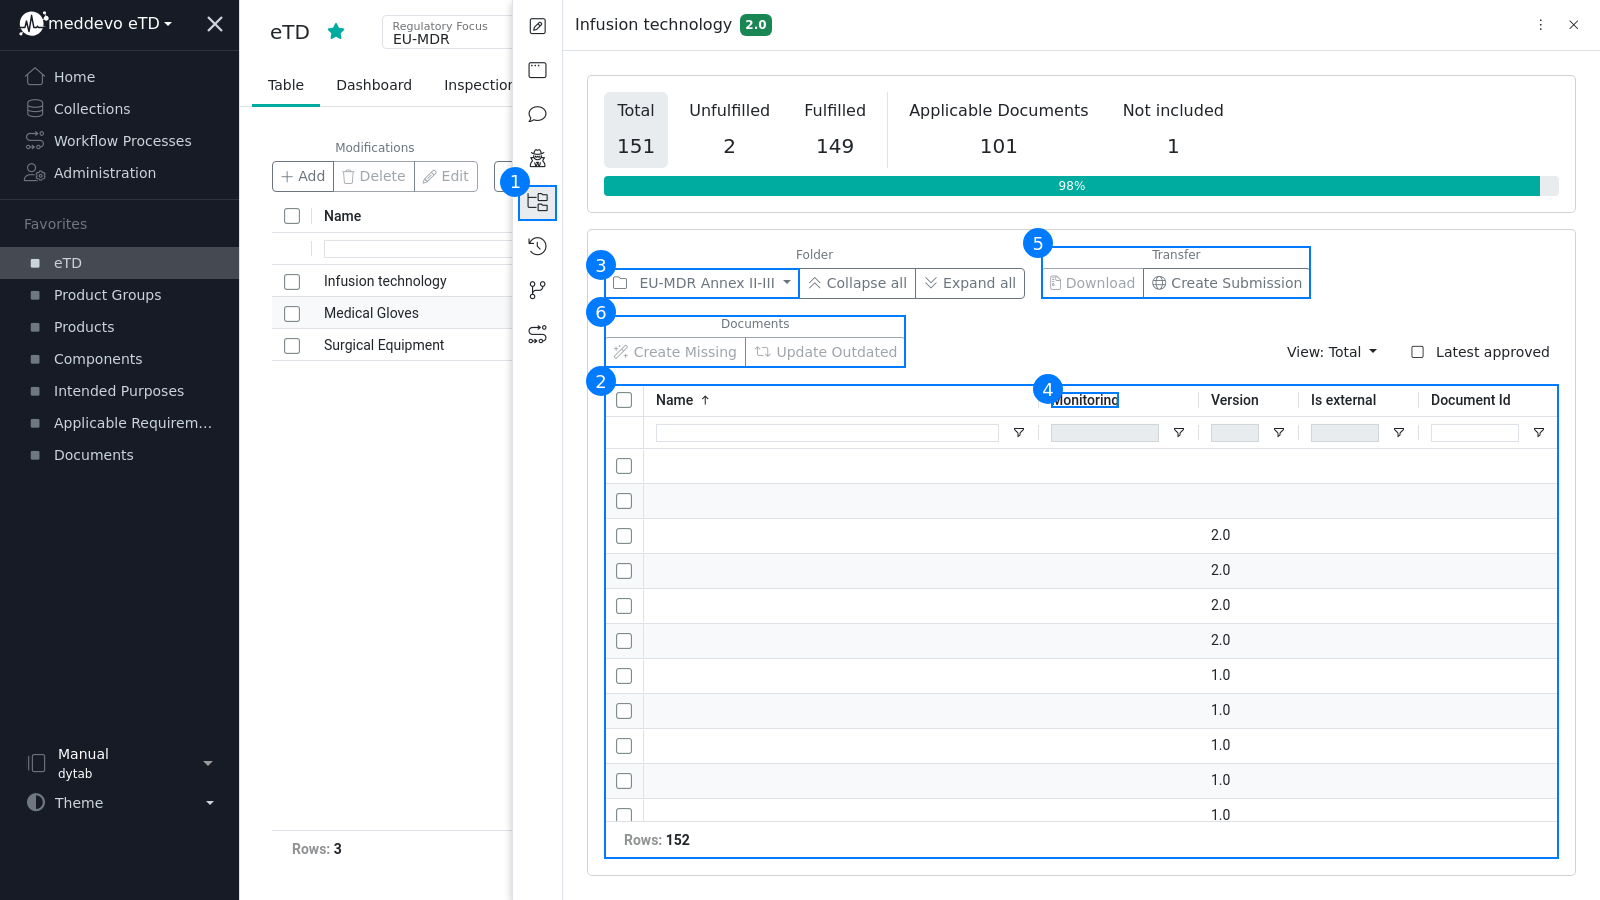 meddevo eTD
Home
Collections
Workflow Processes
Administration
Favorites
eTD
Product Groups
Products
Components
Intended Purposes
Applicable Requirem...
Documents
Manual
dytab
Theme
eTD
Regulatory Focus
EU-MDR
Table
Dashboard
Inspection
Modifications
Add
Delete
Edit
Name
Infusion technology
Medical Gloves
Surgical Equipment
Rows: 3
1
Infusion technology 2.0
Total
Unfulfilled
Fulfilled
Applicable Documents
Not included
151
2
149
101
1
98%
3
Folder
EU-MDR Annex II-III
Collapse all
Expand all
5
Transfer
Download
Create Submission
6
Documents
Create Missing
Update Outdated
View: Total
Latest approved
2
Name
4
Monitoring
Version
Is external
Document Id
2.0
2.0
2.0
2.0
1.0
1.0
1.0
1.0
1.0
Rows: 152